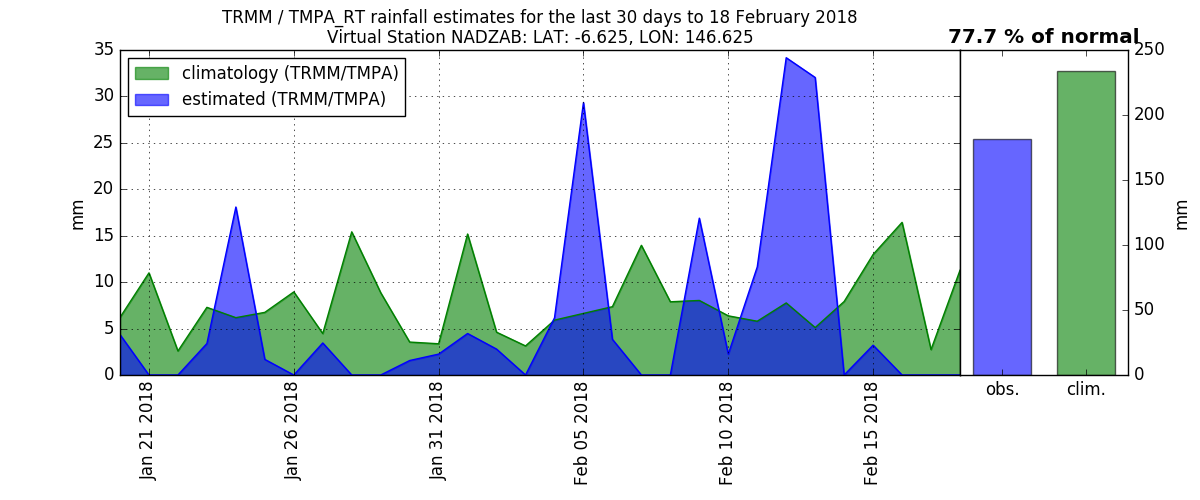 TRMM / TMPA_RT rainfall estimates for the last 30 days to 18 February 2018
Virtual Station NADZAB: LAT: -6.625, LON: 146.625
77.7 % of normal
climatology (TRMM/TMPA)
estimated (TRMM/TMPA)
35
30
25
20
15
10
5
0
mm
Jan 21 2018
Jan 26 2018
Jan 31 2018
Feb 05 2018
Feb 10 2018
Feb 15 2018
obs.
clim.
250
200
150
100
50
0
mm